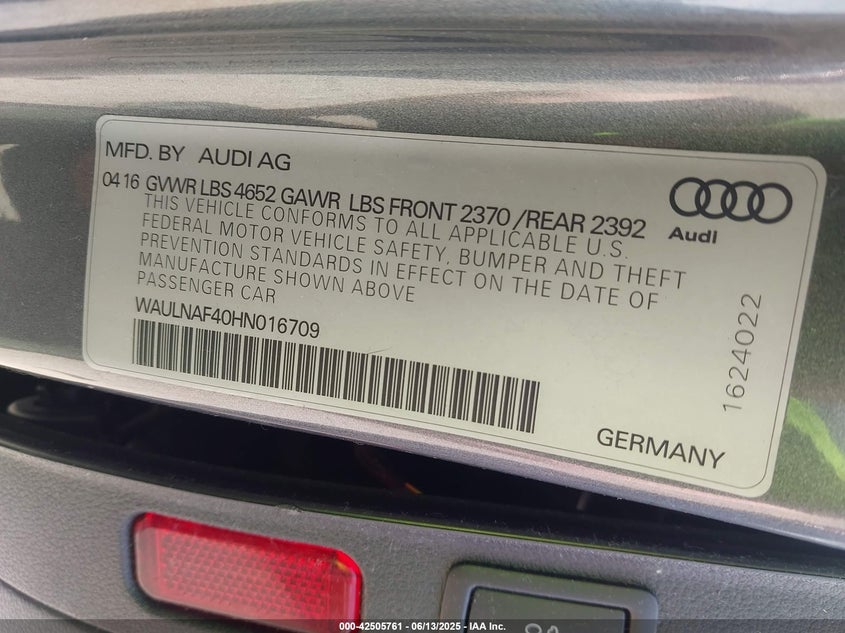 MFD. BY AUDI AG
04 16 GVWR LBS 4652 GAWR LBS FRONT 2370 /REAR 2392
THIS VEHICLE CONFORMS TO ALL APPLICABLE U.S.
FEDERAL MOTOR VEHICLE SAFETY, BUMPER AND THEFT
PREVENTION STANDARDS IN EFFECT ON THE DATE OF
MANUFACTURE SHOWN ABOVE
PASSENGER CAR
WAULNAF40HN016709
Audi
1624022
GERMANY
000-42505761 - 06/13/2025 - IAA Inc.